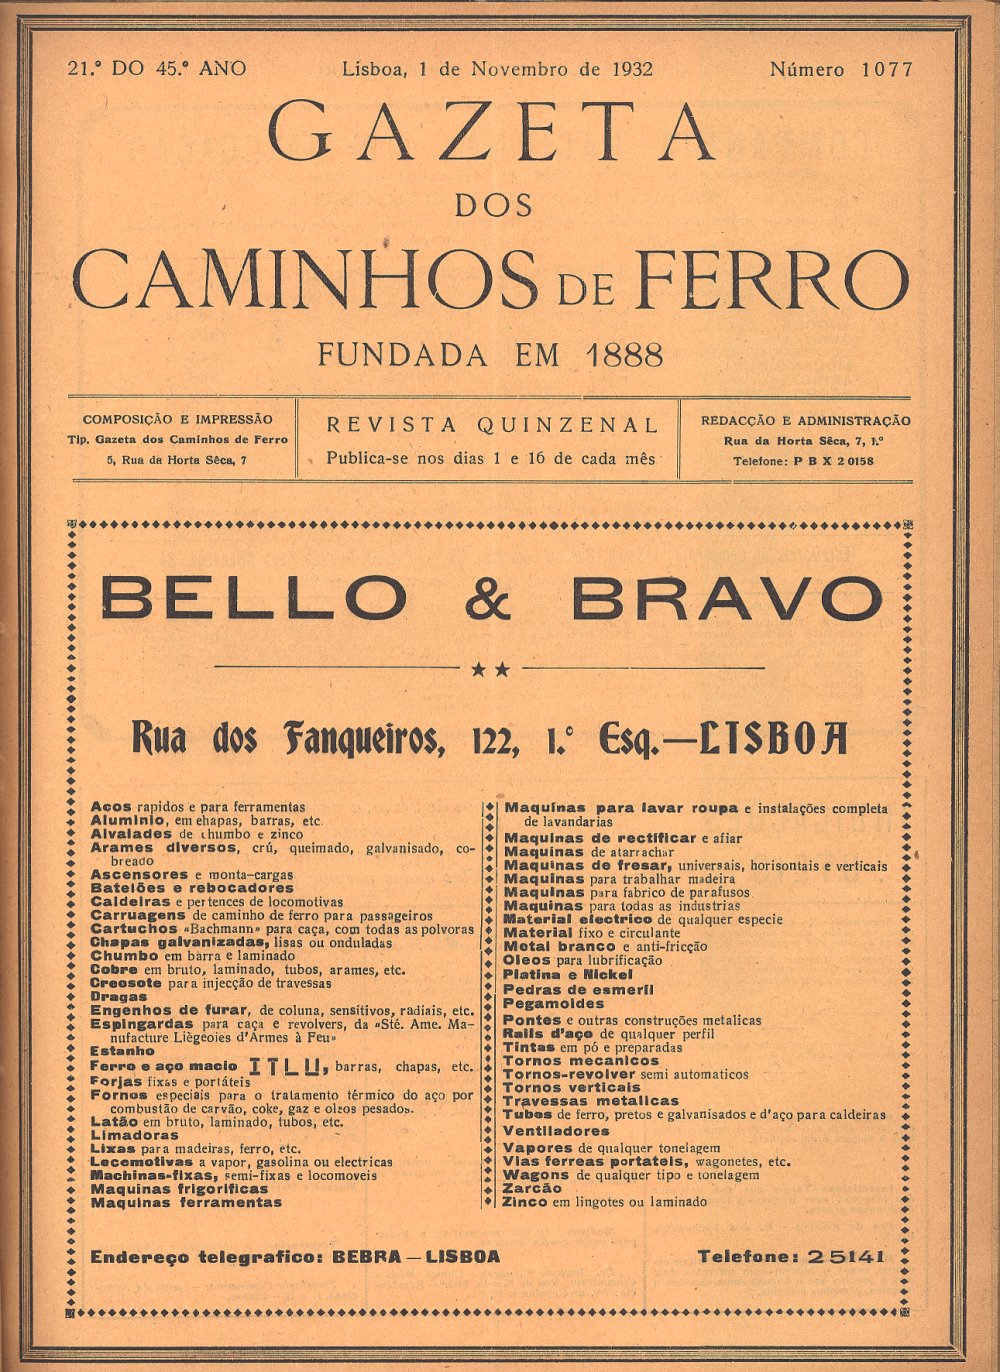 21.º DO 45.º ANO
Lisboa, 1 de Novembro de 1932
Número 1077
GAZETA
DOS
CAMINHOS DE FERRO
FUNDADA EM 1888
COMPOSIÇÃO E IMPRESSÃO
Tip. Gazeta dos Caminhos de Ferro
5, Rua da Horta Sêca, 7
REVISTA QUINZENAL
Publica-se nos dias 1 e 16 de cada mês
REDACÇÃO E ADMINISTRAÇÃO
Rua da Horta Sêca, 7, 1.º
Telefone: P B X 2 0158
BELLO & BRAVO
Rua dos Fanqueiros, 122, 1.º Esq.—LISBOA
Acos rapidos e para ferramentas
Aluminio, em ehapas, barras, etc.
Alvaiades de chumbo e zinco
Arames diversos, crú, queimado, galvanisado, co-
breado
Ascensores e monta-cargas
Batelões e rebocadores
Caldeiras e pertences de locomotivas
Carruagens de caminho de ferro para passageiros
Cartuchos «Bachmann» para caça, com todas as polvoras
Chapas galvanizadas, lisas ou onduladas
Chumbo em barra e laminado
Cobre em bruto, laminado, tubos, arames, etc.
Creosote para injecção de travessas
Dragas
Engenhos de furar, de coluna, sensitivos, radiais, etc.
Espingardas para caça e revolvers, da «Sté. Ame. Ma-
nufacture Liègeoies d'Armes à Feu»
Estanho
Ferro e aço macio I T L U, barras, chapas, etc.
Forjas fixas e portáteis
Fornos especiais para o tratamento térmico do aço por
combustão de carvão, coke, gaz e oleos pesados.
Latão em bruto, laminado, tubos, etc.
Limadoras
Lixas para madeiras, ferro, etc.
Locomotivas a vapor, gasolina ou electricas
Machinas-fixas, semi-fixas e locomoveis
Maquinas frigorificas
Maquinas ferramentas
Maquinas para lavar roupa e instalações completa
de lavandarias
Maquinas de rectificar e afiar
Maquinas de atarrachar
Maquinas de fresar, universais, horisontais e verticais
Maquinas para trabalhar madeira
Maquinas para fabrico de parafusos
Maquinas para todas as industrias
Material electrico de qualquer especie
Material fixo e circulante
Metal branco e anti-fricção
Oleos para lubrificação
Platina e Nickel
Pedras de esmeril
Pegamoides
Pontes e outras construções metalicas
Rails d'aço de qualquer perfil
Tintas em pó e preparadas
Tornos mecanicos
Tornos-revolver semi automaticos
Tornos verticais
Travessas metalicas
Tubos de ferro, pretos e galvanisados e d'aço para caldeiras
Ventiladores
Vapores de qualquer tonelagem
Vias ferreas portateis, wagonetes, etc.
Wagons de qualquer tipo e tonelagem
Zarcão
Zinco em lingotes ou laminado
Endereço telegrafico: BEBRA — LISBOA
Telefone: 2 5141